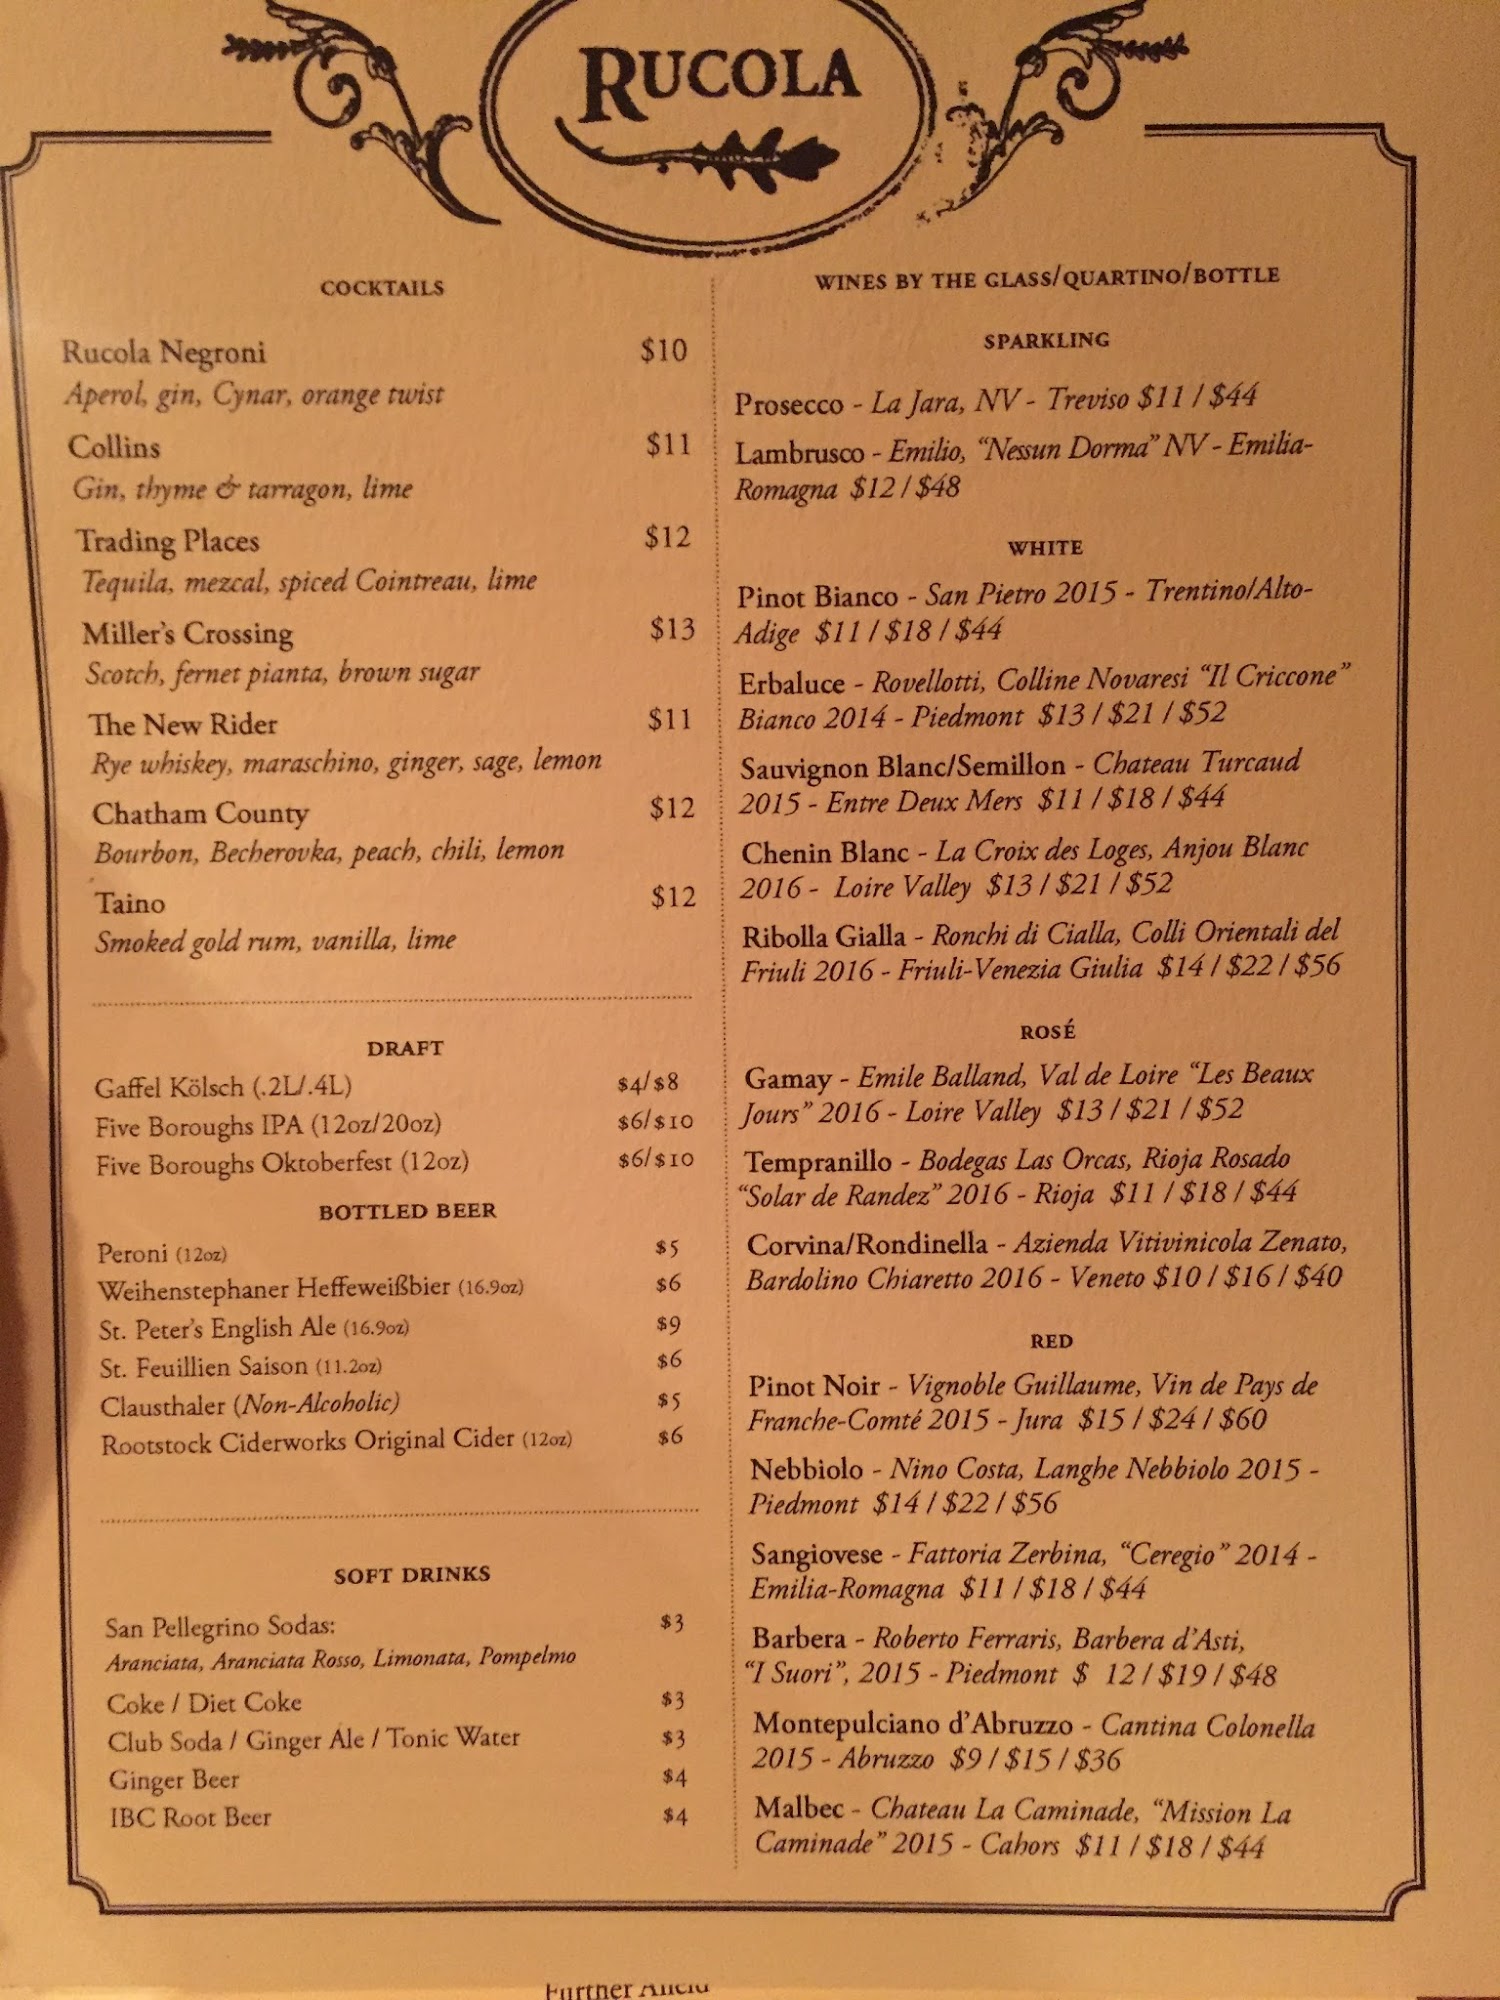 RUCOLA
COCKTAILS
Rucola Negroni $10
Aperol, gin, Cynar, orange twist
Collins $11
Gin, thyme & tarragon, lime
Trading Places $12
Tequila, mezcal, spiced Cointreau, lime
Miller's Crossing $13
Scotch, fernet pianta, brown sugar
The New Rider $11
Rye whiskey, maraschino, ginger, sage, lemon
Chatham County $12
Bourbon, Becherovka, peach, chili, lemon
Taino $12
Smoked gold rum, vanilla, lime
DRAFT
Gaffel Kölsch (.2L/.4L) $4/$8
Five Boroughs IPA (12oz/20oz) $6/$10
Five Boroughs Oktoberfest (12oz) $6/$10
BOTTLED BEER
Peroni (12oz) $5
Weihenstephaner Heffeweißbier (16.9oz) $6
St. Peter's English Ale (16.9oz) $9
St. Feuillien Saison (11.2oz) $6
Clausthaler (Non-Alcoholic) $5
Rootstock Ciderworks Original Cider (12oz) $6
SOFT DRINKS
San Pellegrino Sodas: $3
Aranciata, Aranciata Rosso, Limonata, Pompelmo
Coke / Diet Coke $3
Club Soda / Ginger Ale / Tonic Water $3
Ginger Beer $4
IBC Root Beer $4
WINES BY THE GLASS/QUARTINO/BOTTLE
SPARKLING
Prosecco - La Jara, NV - Treviso $11 / $44
Lambrusco - Emilio, "Nessun Dorma" NV - Emilia-
Romagna $12 / $48
WHITE
Pinot Bianco - San Pietro 2015 - Trentino/Alto-
Adige $11 / $18 / $44
Erbaluce - Rovellotti, Colline Novaresi "Il Criccone"
Bianco 2014 - Piedmont $13 / $21 / $52
Sauvignon Blanc/Semillon - Chateau Turcaud
2015 - Entre Deux Mers $11 / $18 / $44
Chenin Blanc - La Croix des Loges, Anjou Blanc
2016 - Loire Valley $13 / $21 / $52
Ribolla Gialla - Ronchi di Cialla, Colli Orientali del
Friuli 2016 - Friuli-Venezia Giulia $14 / $22 / $56
ROSÉ
Gamay - Emile Balland, Val de Loire "Les Beaux
Jours" 2016 - Loire Valley $13 / $21 / $52
Tempranillo - Bodegas Las Orcas, Rioja Rosado
"Solar de Randez" 2016 - Rioja $11 / $18 / $44
Corvina/Rondinella - Azienda Vitivinicola Zenato,
Bardolino Chiaretto 2016 - Veneto $10 / $16 / $40
RED
Pinot Noir - Vignoble Guillaume, Vin de Pays de
Franche-Comté 2015 - Jura $15 / $24 / $60
Nebbiolo - Nino Costa, Langhe Nebbiolo 2015 -
Piedmont $14 / $22 / $56
Sangiovese - Fattoria Zerbina, "Ceregio" 2014 -
Emilia-Romagna $11 / $18 / $44
Barbera - Roberto Ferraris, Barbera d'Asti,
"I Suori", 2015 - Piedmont $ 12 / $19 / $48
Montepulciano d'Abruzzo - Cantina Colonella
2015 - Abruzzo $9 / $15 / $36
Malbec - Chateau La Caminade, "Mission La
Caminade" 2015 - Cahors $11 / $18 / $44
Further